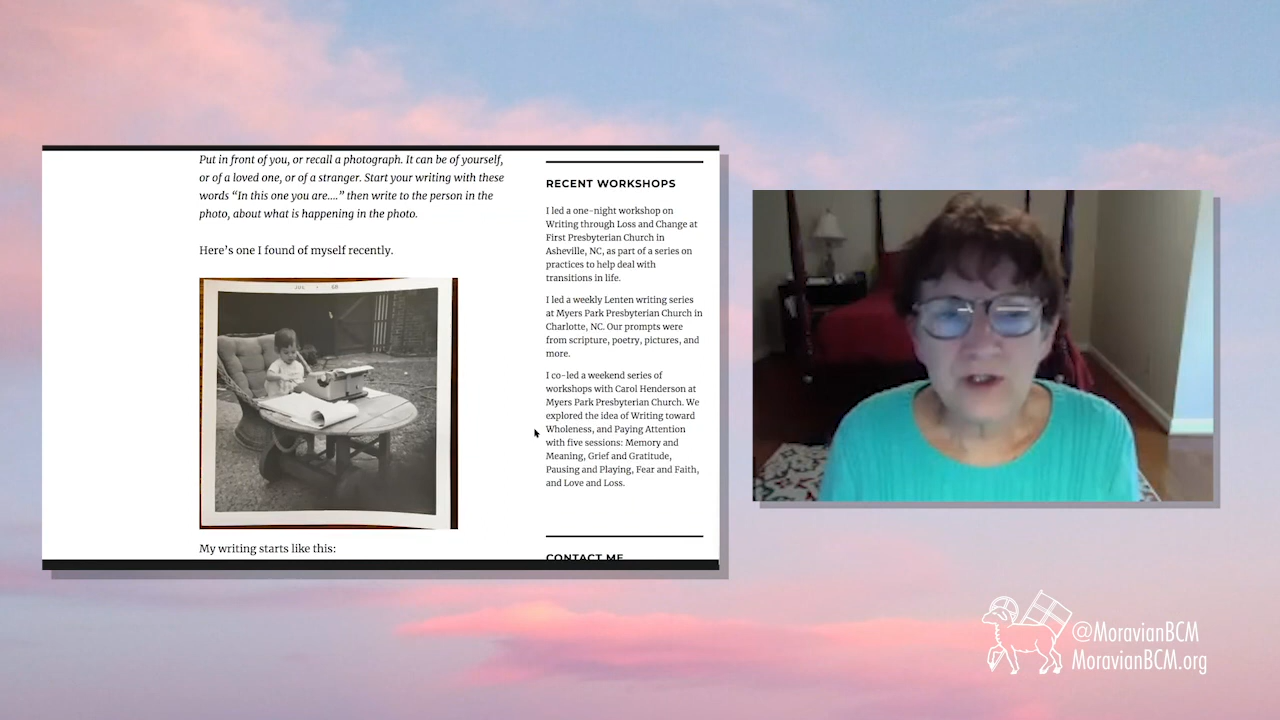 Put in front of you, or recall a photograph. It can be of yourself,
or of a loved one, or of a stranger. Start your writing with these
words “In this one you are....” then write to the person in the
photo, about what is happening in the photo.
Here’s one I found of myself recently.
JUL • 68
My writing starts like this:
RECENT WORKSHOPS
I led a one-night workshop on
Writing through Loss and Change at
First Presbyterian Church in
Asheville, NC, as part of a series on
practices to help deal with
transitions in life.
I led a weekly Lenten writing series
at Myers Park Presbyterian Church in
Charlotte, NC. Our prompts were
from scripture, poetry, pictures, and
more.
I co-led a weekend series of
workshops with Carol Henderson at
Myers Park Presbyterian Church. We
explored the idea of Writing toward
Wholeness, and Paying Attention
with five sessions: Memory and
Meaning, Grief and Gratitude,
Pausing and Playing, Fear and Faith,
and Love and Loss.
CONTACT ME
@MoravianBCM
MoravianBCM.org